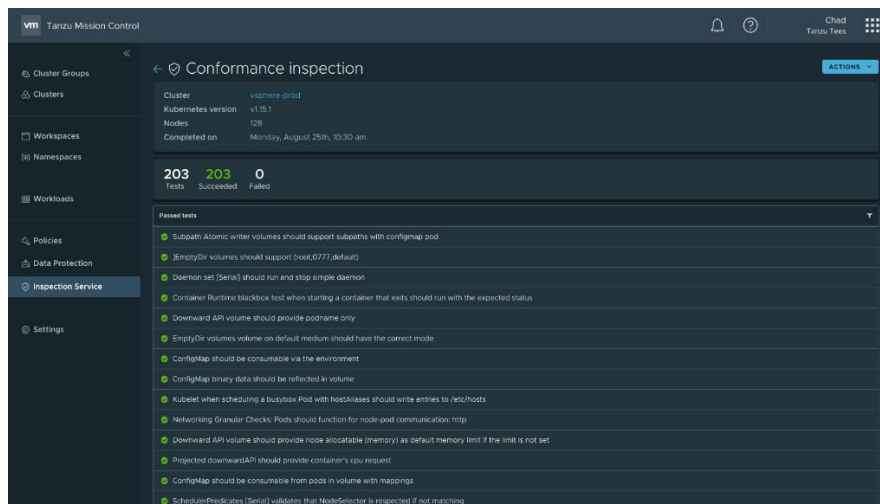 vm Tanzu Mission Control
Chad
Tanzu Tees
«
Cluster Groups
Clusters
Workspaces
Namespaces
Workloads
Policies
Data Protection
Inspection Service
Settings
← Conformance inspection
ACTIONS
Cluster vsphere-prod
Kubernetes version v1.15.1
Nodes 128
Completed on Monday, August 25th, 10:30 am
203 203 0
Tests Succeeded Failed
Passed tests
Subpath Atomic writer volumes should support subpaths with configmap pod
]EmptyDir volumes should support (root,0777,default)
Daemon set [Serial] should run and stop simple daemon
Container Runtime blackbox test when starting a container that exits should run with the expected status
Downward API volume should provide podname only
EmptyDir volumes volume on default medium should have the correct mode
ConfigMap should be consumable via the environment
ConfigMap binary data should be reflected in volume
Kubelet when scheduling a busybox Pod with hostAliases should write entries to /etc/hosts
Networking Granular Checks: Pods should function for node-pod communication: http
Downward API volume should provide node allocatable (memory) as default memory limit if the limit is not set
Projected downwardAPI should provide container's cpu request
ConfigMap should be consumable from pods in volume with mappings
SchedulerPredicates [Serial] validates that NodeSelector is respected if not matching